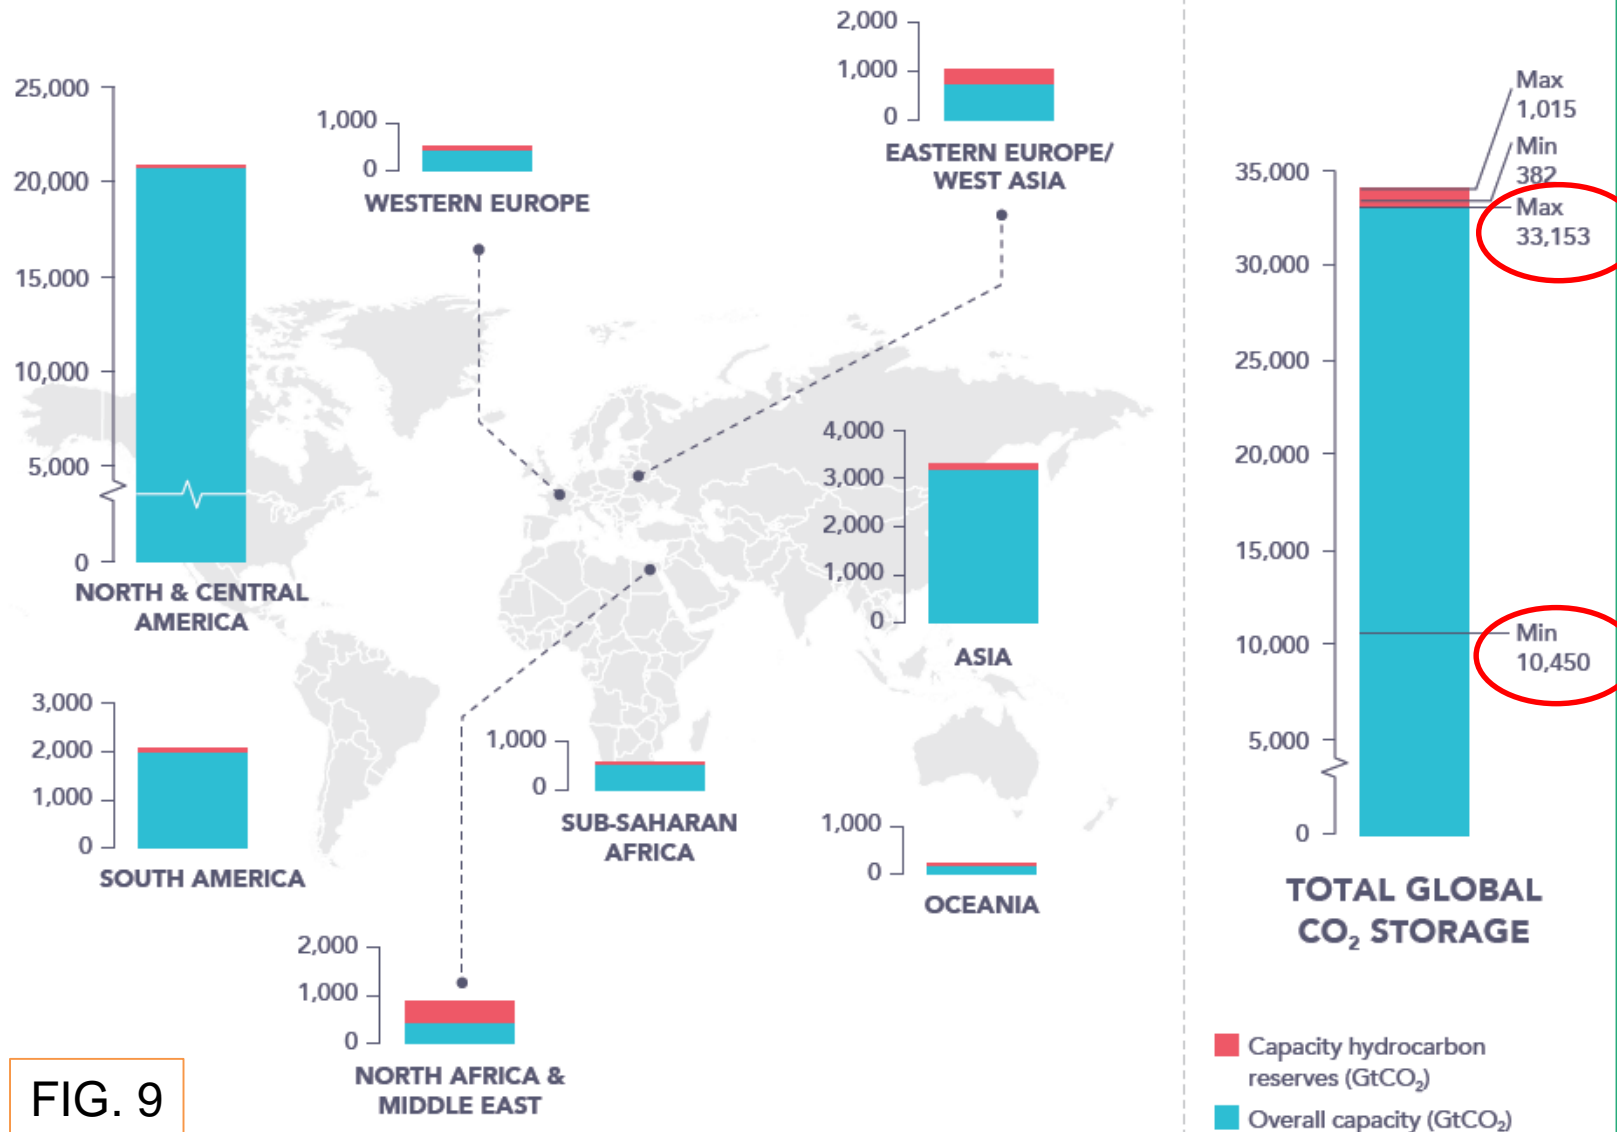 25,000
20,000
15,000
10,000
5,000
0
NORTH & CENTRAL
AMERICA
1,000
0
WESTERN EUROPE
2,000
1,000
0
EASTERN EUROPE/
WEST ASIA
4,000
3,000
2,000
1,000
0
ASIA
3,000
2,000
1,000
0
SOUTH AMERICA
1,000
0
SUB-SAHARAN
AFRICA
1,000
0
OCEANIA
2,000
1,000
0
NORTH AFRICA &
MIDDLE EAST
FIG. 9
35,000
30,000
25,000
20,000
15,000
10,000
5,000
0
Max
1,015
Min
382
Max
33,153
Min
10,450
TOTAL GLOBAL
CO₂ STORAGE
Capacity hydrocarbon
reserves (GtCO₂)
Overall capacity (GtCO₂)